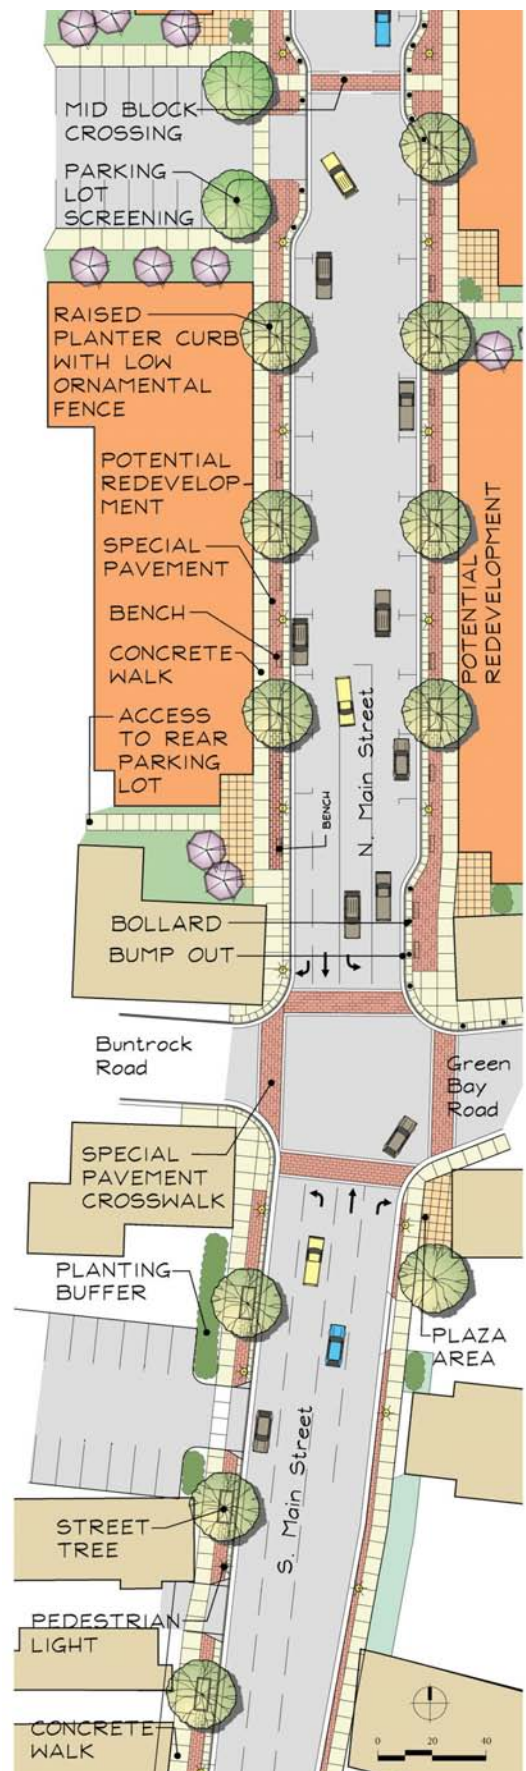 MID BLOCK
CROSSING
PARKING
LOT
SCREENING
RAISED
PLANTER CURB
WITH LOW
ORNAMENTAL
FENCE
POTENTIAL
REDEVELOP-
MENT
SPECIAL
PAVEMENT
BENCH
CONCRETE
WALK
ACCESS
TO REAR
PARKING
LOT
POTENTIAL
REDEVELOPMENT
N. Main Street
BENCH
BOLLARD
BUMP OUT
Buntrock
Road
Green
Bay
Road
SPECIAL
PAVEMENT
CROSSWALK
PLANTING
BUFFER
PLAZA
AREA
S. Main Street
STREET
TREE
PEDESTRIAN
LIGHT
CONCRETE
WALK
0 20 40